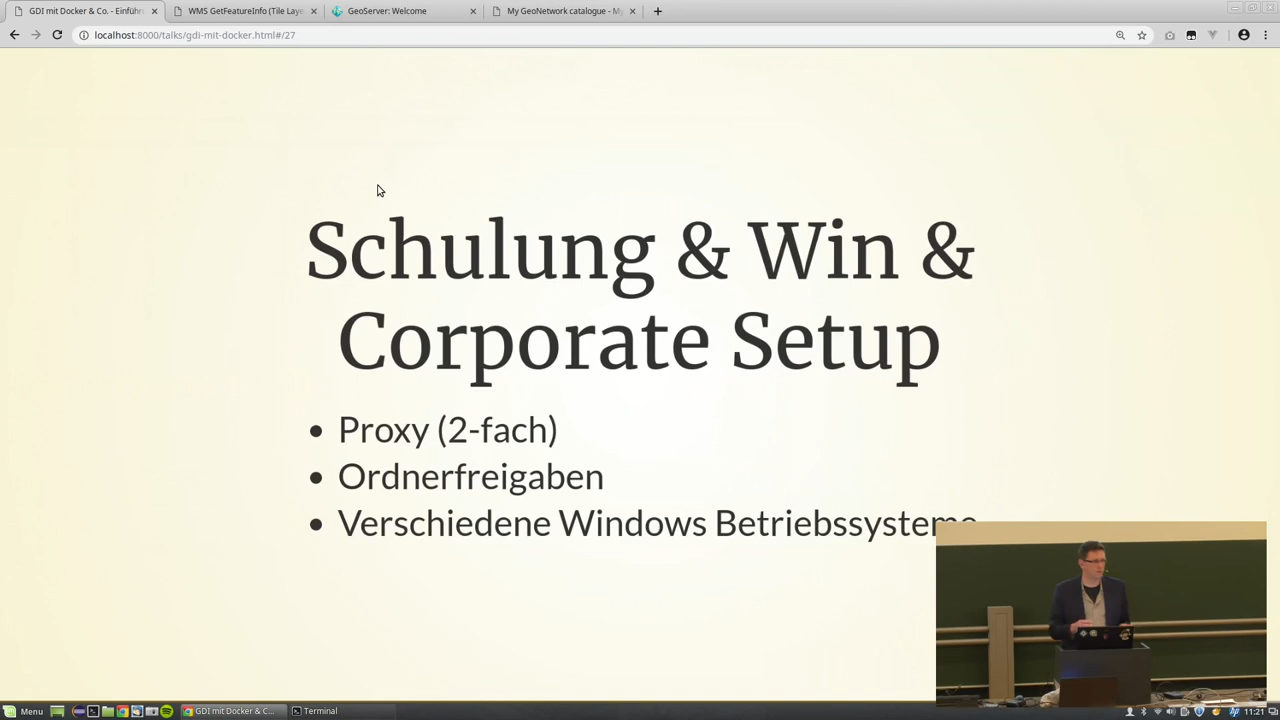 GDI mit Docker & Co. - Einführ
WMS GetFeatureInfo (Tile Laye
GeoServer: Welcome
My GeoNetwork catalogue - My
localhost:8000/talks/gdi-mit-docker.html#/27
Schulung & Win &
Corporate Setup
• Proxy (2-fach)
• Ordnerfreigaben
• Verschiedene Windows Betriebssysteme
Menu
GDI mit Docker & C...
Terminal
11:21